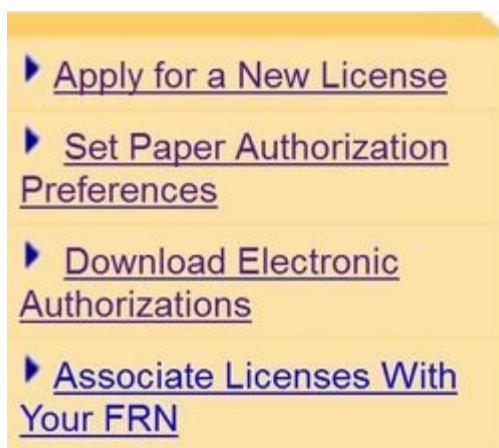 Apply for a New License
Set Paper Authorization
Preferences
Download Electronic
Authorizations
Associate Licenses With
Your FRN